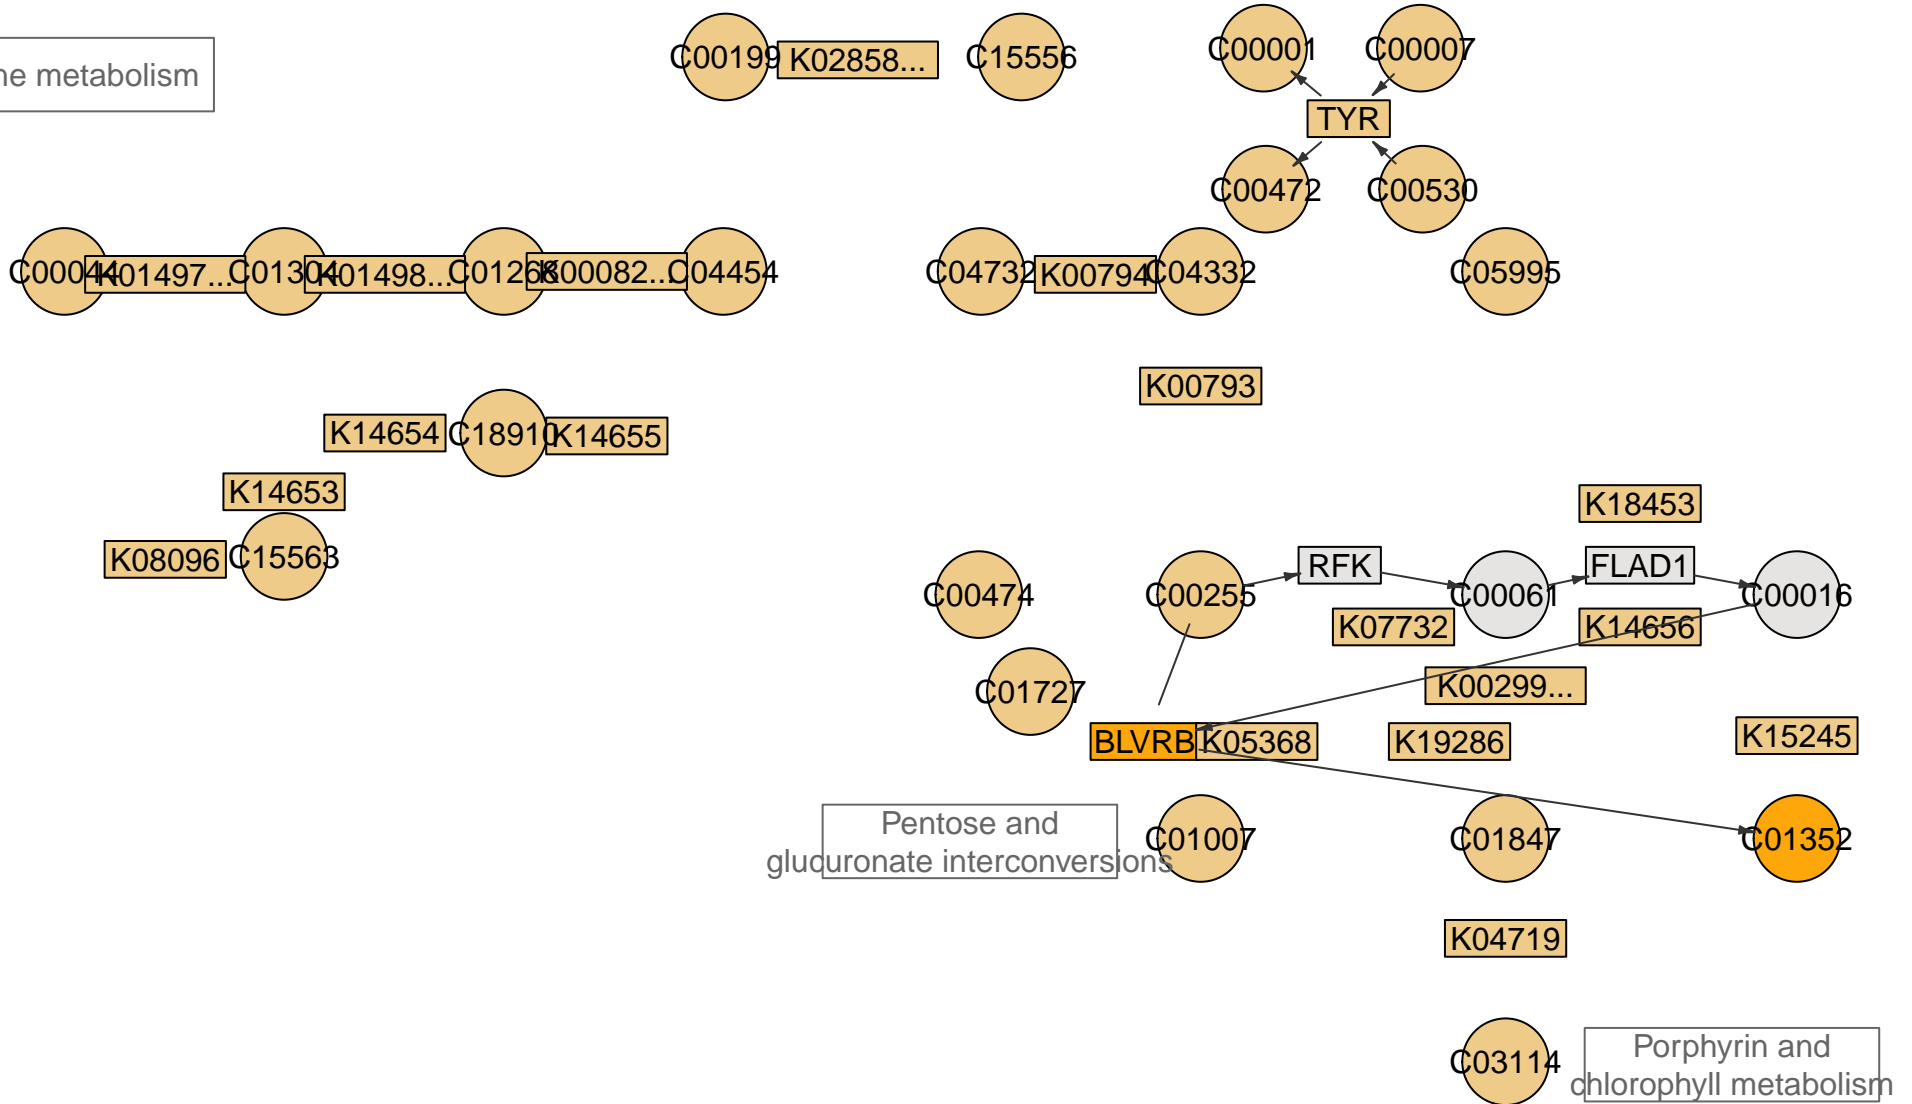 ne metabolism
C00199
K02858...
C15556
C00001
C00007
TYR
C00472
C00530
C00044
K01497...
C01304
K01498...
C01268
K00082...
C04454
C04732
K00794
C04332
C05995
K00793
K14654
C18910
K14655
K14653
K08096
C15563
K18453
C00474
C00255
RFK
C00061
FLAD1
C00016
K07732
K14656
C01727
K00299...
BLVRB
K05368
K19286
K15245
Pentose and
glucuronate interconversions
C01007
C01847
C01352
K04719
C03114
Porphyrin and
chlorophyll metabolism